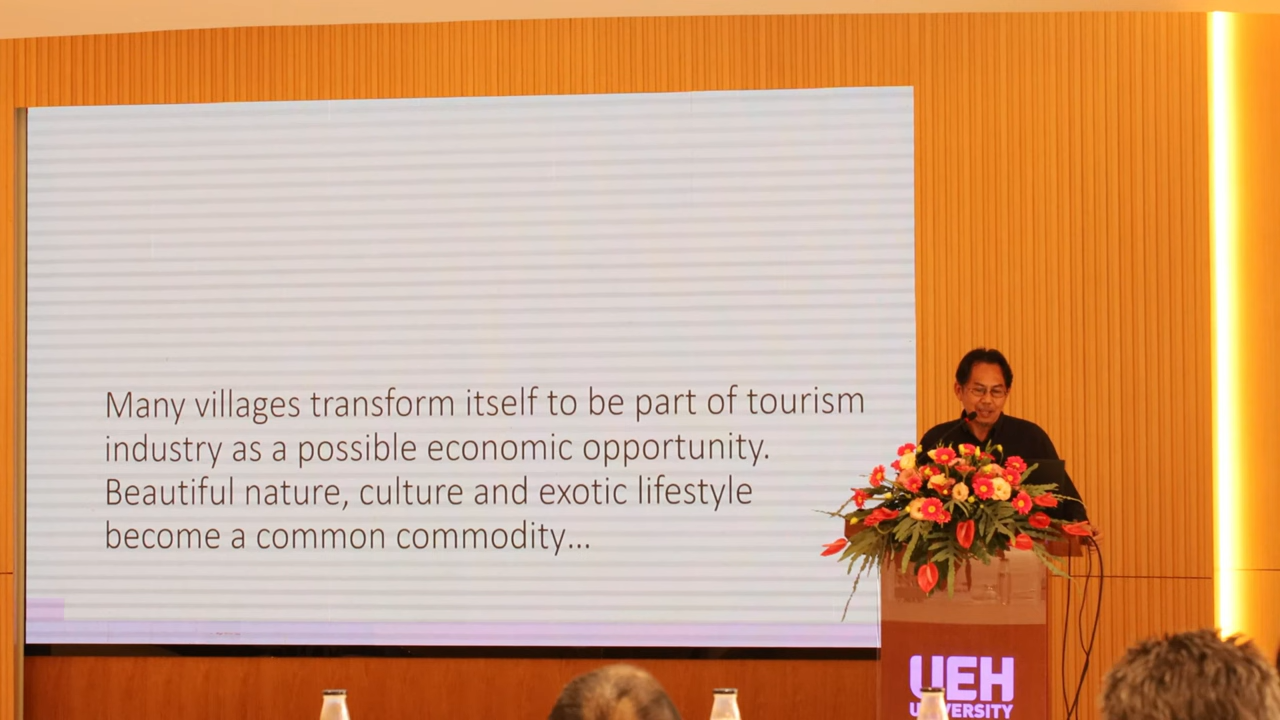 Many villages transform itself to be part of tourism
industry as a possible economic opportunity.
Beautiful nature, culture and exotic lifestyle
become a common commodity...
UEH
UNIVERSITY